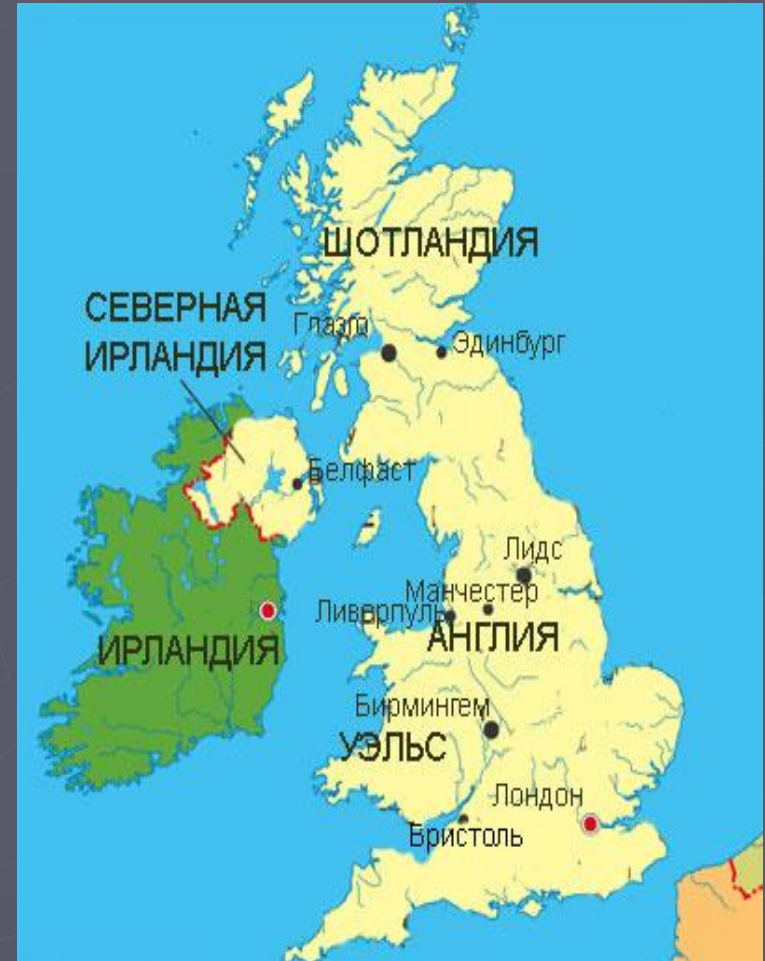 ШОТЛАНДИЯ
СЕВЕРНАЯ
ИРЛАНДИЯ
Глазго
Эдинбург
Белфаст
Лидс
Манчестер
Ливерпуль
АНГЛИЯ
ИРЛАНДИЯ
Бирмингем
УЭЛЬС
Лондон
Бристоль